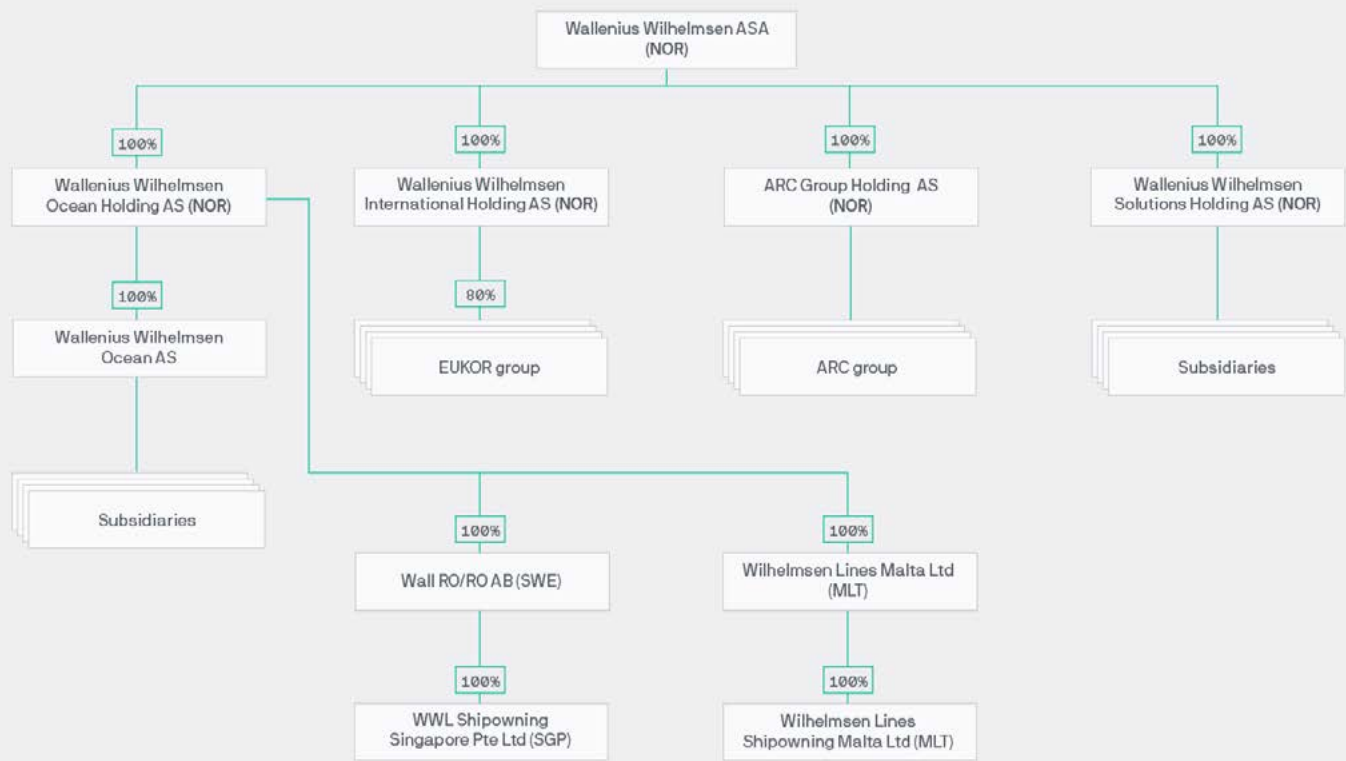 Wallenius Wilhelmsen ASA
(NOR)
100%
100%
100%
100%
Wallenius Wilhelmsen
Ocean Holding AS (NOR)
Wallenius Wilhelmsen
International Holding AS (NOR)
ARC Group Holding AS
(NOR)
Wallenius Wilhelmsen
Solutions Holding AS (NOR)
100%
80%
Wallenius Wilhelmsen
Ocean AS
EUKOR group
ARC group
Subsidiaries
Subsidiaries
100%
100%
Wall RO/RO AB (SWE)
Wilhelmsen Lines Malta Ltd
(MLT)
100%
100%
WWL Shipowning
Singapore Pte Ltd (SGP)
Wilhelmsen Lines
Shipowning Malta Ltd (MLT)